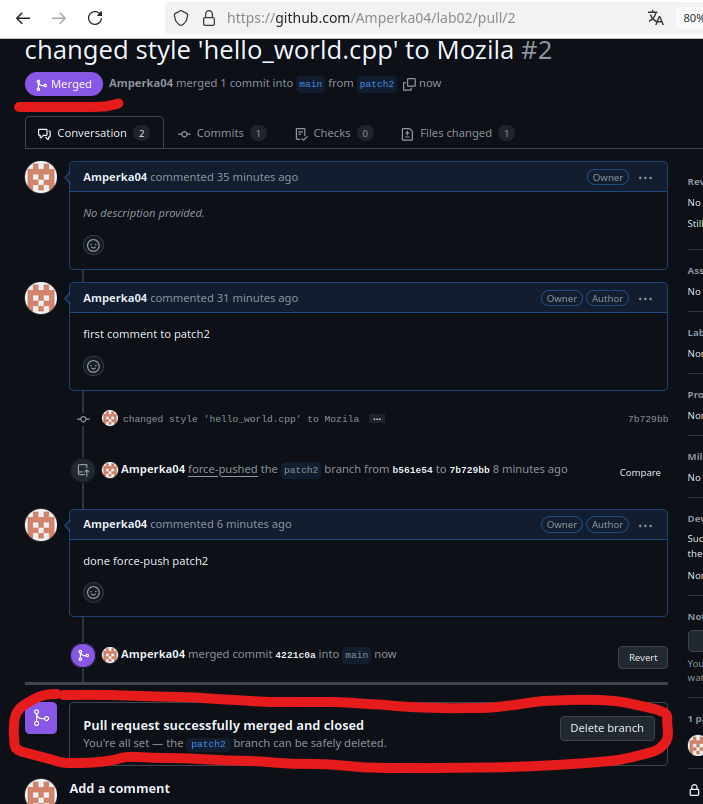 https://github.com/Amperka04/lab02/pull/2
80%
changed style 'hello_world.cpp' to Mozila #2
Merged
Amperka04 merged 1 commit into main from patch2 now
Conversation 2
Commits 1
Checks 0
Files changed 1
Amperka04 commented 35 minutes ago
Owner
No description provided.
Amperka04 commented 31 minutes ago
Owner
Author
first comment to patch2
changed style 'hello_world.cpp' to Mozila
7b729bb
Amperka04 force-pushed the patch2 branch from b561e54 to 7b729bb 8 minutes ago
Compare
Amperka04 commented 6 minutes ago
Owner
Author
done force-push patch2
Amperka04 merged commit 4221c0a into main now
Revert
Pull request successfully merged and closed
You're all set — the patch2 branch can be safely deleted.
Delete branch
Add a comment
Rev
No
Still
Ass
No
Lab
Non
Pro
Non
Mil
No
Dev
Suc
the
Non
Not
You
wat
1 p